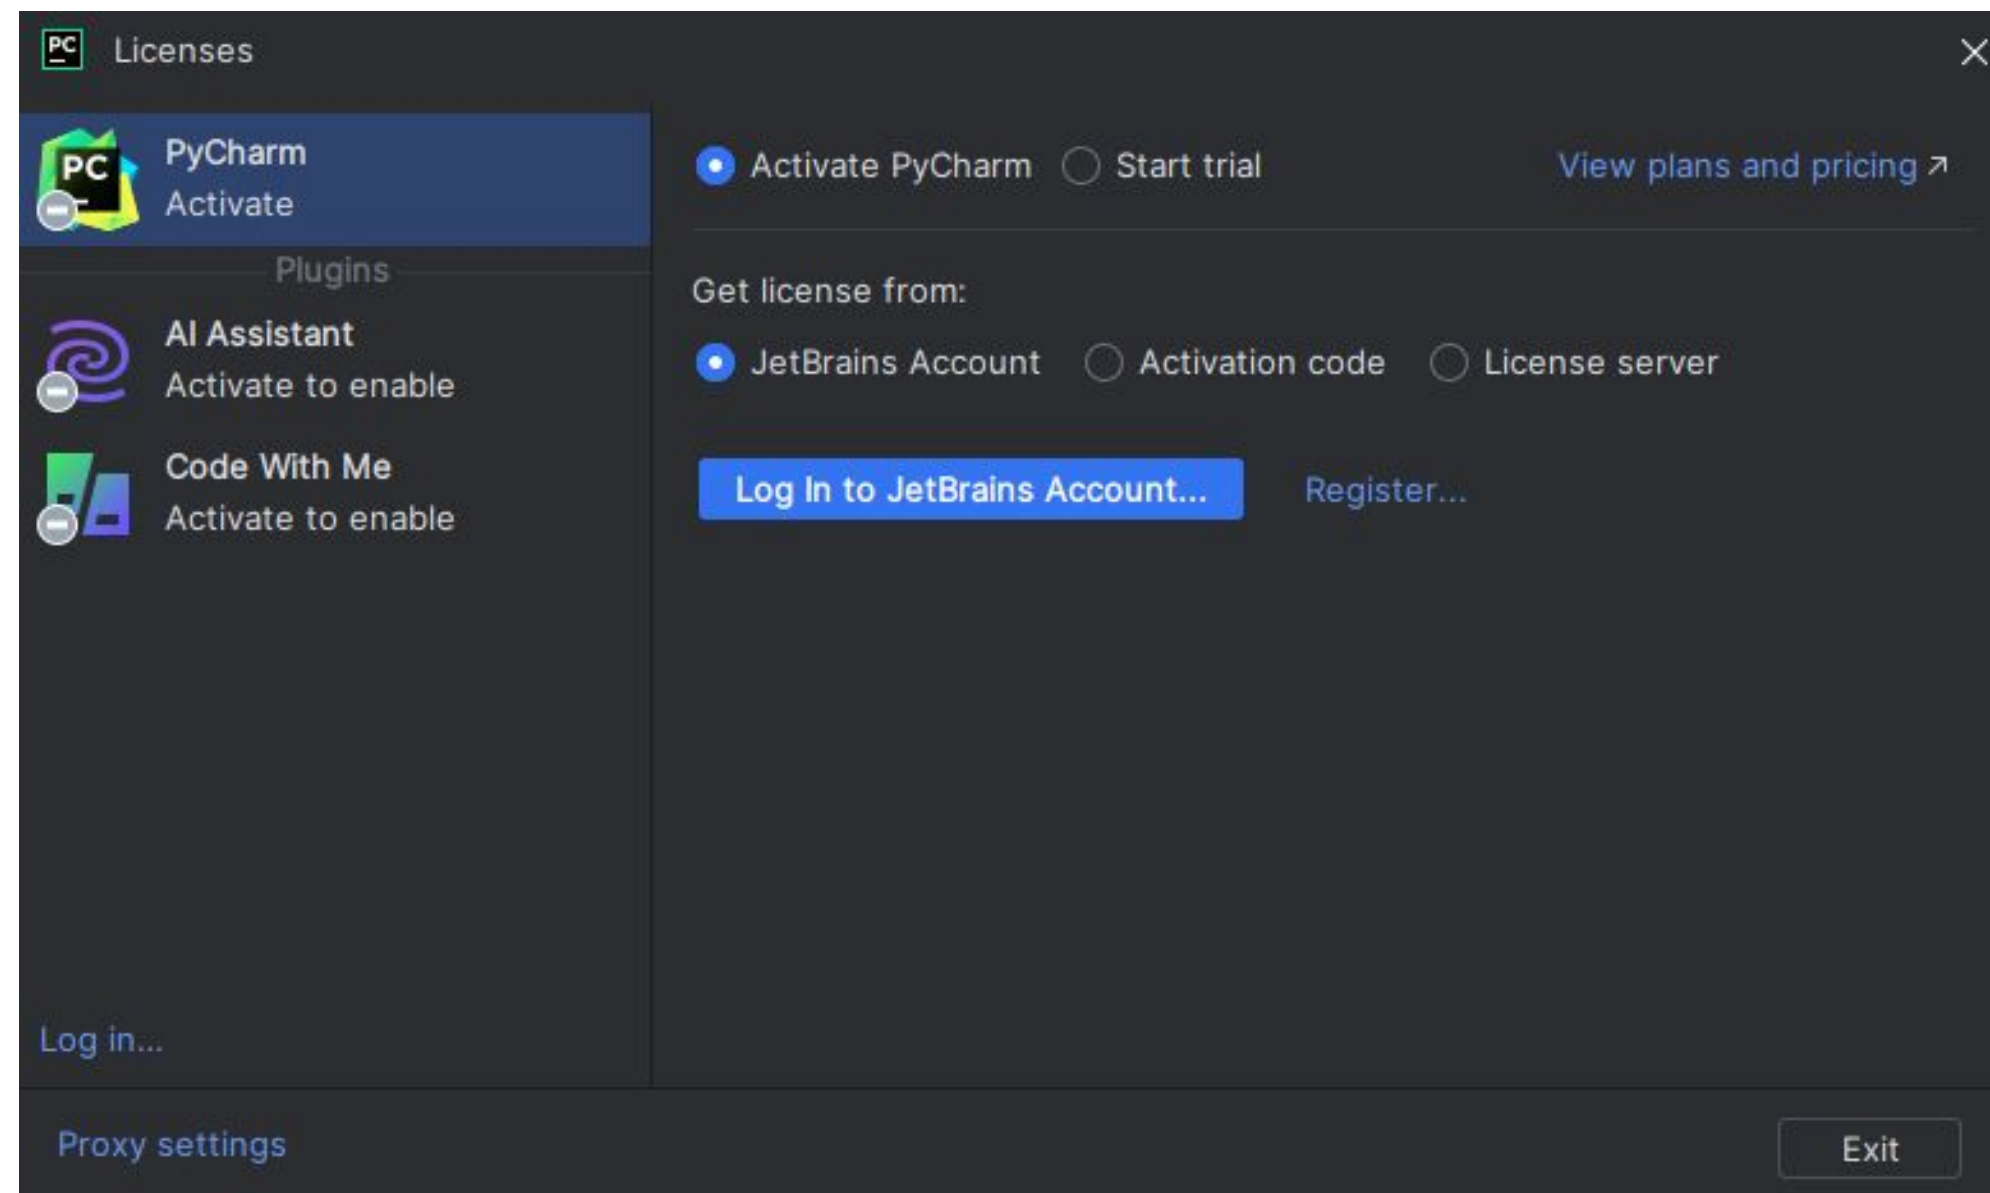 PC Licenses
PC
PyCharm
Activate
Plugins
AI Assistant
Activate to enable
Code With Me
Activate to enable
Log in...
Activate PyCharm Start trial View plans and pricing
Get license from:
JetBrains Account Activation code License server
Log In to JetBrains Account... Register...
Proxy settings
Exit